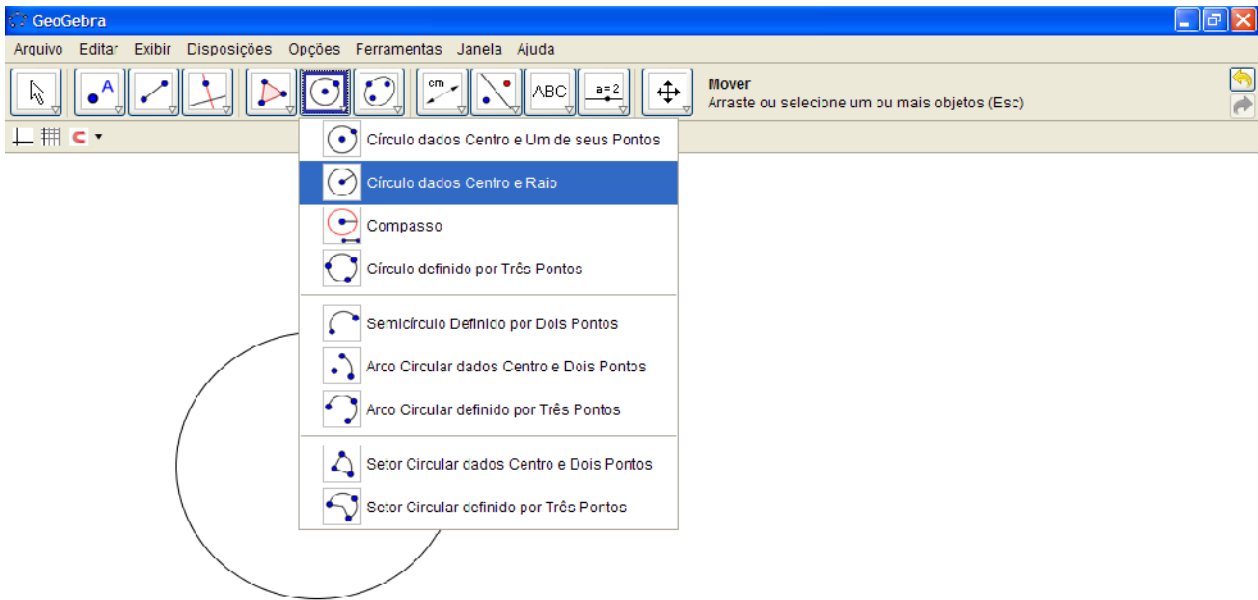 GeoGebra
Arquivo Editar Exibir Disposições Opções Ferramentas Janela Ajuda
A
cm
ABC
a=2
Mover
Arraste ou selecione um ou mais objetos (Esc)
Círculo dados Centro e Um de seus Pontos
Círculo dados Centro e Raio
Compasso
Círculo definido por Três Pontos
Semicírculo Definico por Dois Pontos
Arco Circular dados Centro e Dois Pontos
Arco Circular definido por Três Pontos
Setor Circular dados Centro e Dois Pontos
Setor Circular definido por Três Pontos